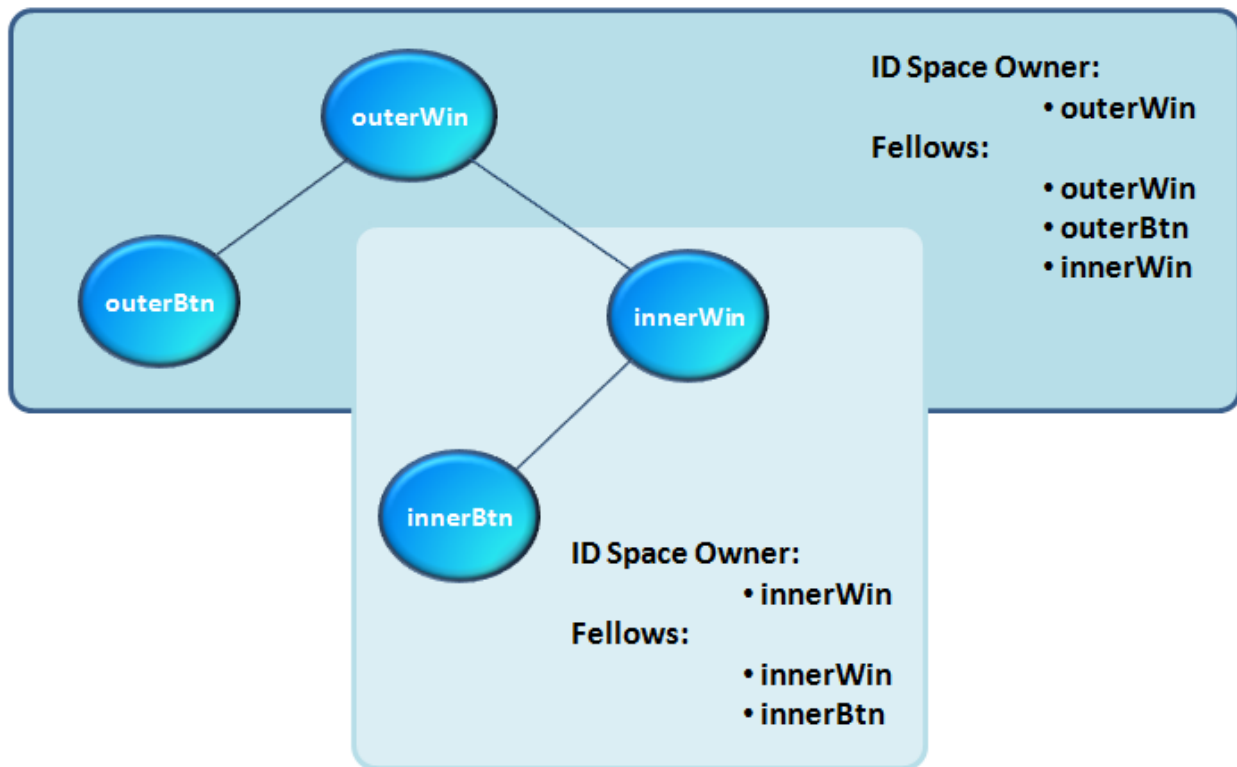 outerWin
outerBtn
innerWin
innerBtn
ID Space Owner:
• outerWin
Fellows:
• outerWin
• outerBtn
• innerWin
ID Space Owner:
• innerWin
Fellows:
• innerWin
• innerBtn